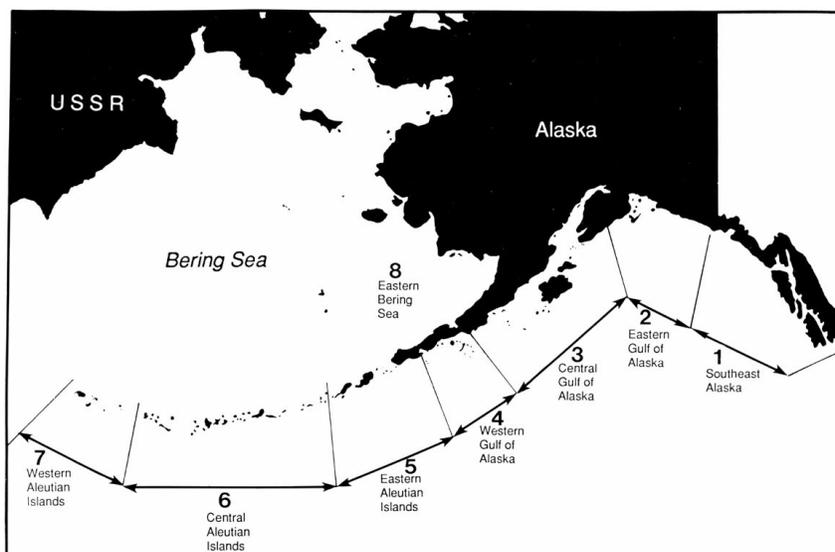 USSR
Alaska
Bering Sea
8
Eastern
Bering
Sea
1
Southeast
Alaska
2
Eastern
Gulf of
Alaska
3
Central
Gulf of
Alaska
4
Western
Gulf of
Alaska
5
Eastern
Aleutian
Islands
6
Central
Aleutian
Islands
7
Western
Aleutian
Islands